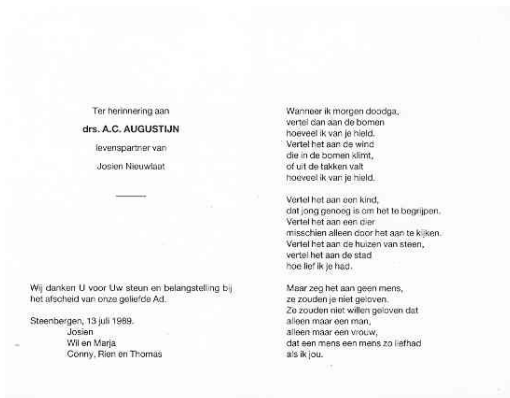 Ter herinnering aan
drs. A.C. AUGUSTIJN
levenspartner van
Josien Nieuwlaat
Wij danken U voor Uw steun en belangstelling bij
het afscheid van onze geliefde Ad.
Steenbergen, 13 juli 1989.
Josien
Wil en Marja
Conny, Rien en Thomas
Wanneer ik morgen doodga,
vertel dan aan de bomen
hoeveel ik van je hield.
Vertel het aan de wind
die in de bomen klimt,
of uit de takken valt
hoeveel ik van je hield.
Vertel het aan een kind,
dat jong genoeg is om het te begrijpen.
Vertel het aan een dier
misschien alleen door het aan te kijken.
Vertel het aan de huizen van steen,
vertel het aan de stad
hoe lief ik je had.
Maar zeg het aan geen mens,
ze zouden je niet geloven.
Ze zouden niet willen geloven dat
alleen maar een man,
alleen maar een vrouw,
dat een mens een mens zo liefhad
als ik jou.